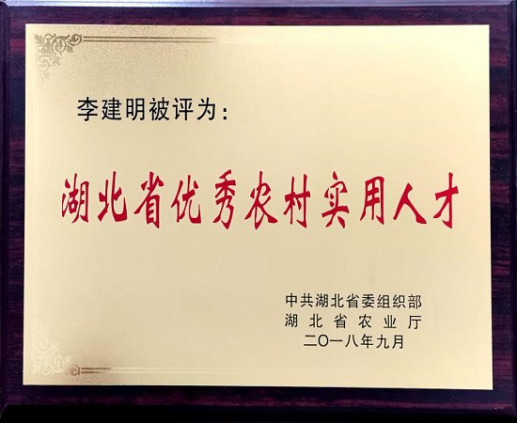 李建明被评为：
湖北省优秀农村实用人才
中共湖北省委组织部
湖北省农业厅
二〇一八年九月